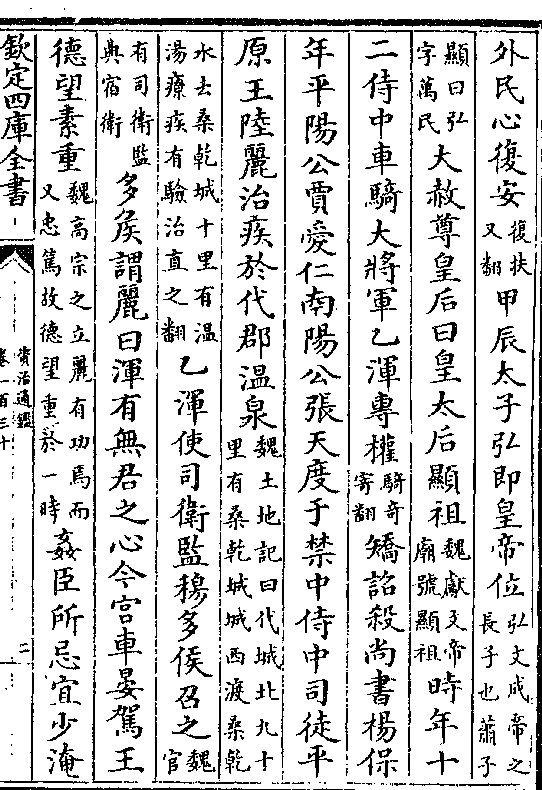 外民心復安復扶又翻甲辰太子弘即皇帝位弘文成帝之長子也蕭子
顯曰弘字萬民大赦尊皇后曰皇太后顯祖魏獻文帝廟號顯祖時年十
二侍中車騎大將軍乙渾專權騎奇寄翻矯詔殺尚書楊保
年平陽公賈愛仁南陽公張天度于禁中侍中司徒平
原王陸麗治疾於代郡温泉魏土地記曰代城北九十里有桑乾城城西渡桑乾
水去桑乾城十里有温湯療疾有驗治直之翻乙渾使司衛監穆多侯召之魏官
有司衛監典宿衛多侯謂麗曰渾有無君之心今宫車晏駕王
德望素重魏高宗之立麗有功焉而又忠篤故德望重於一時姦臣所忌宜少淹
欽定四庫全書
資治通鑑
卷一百三十
二